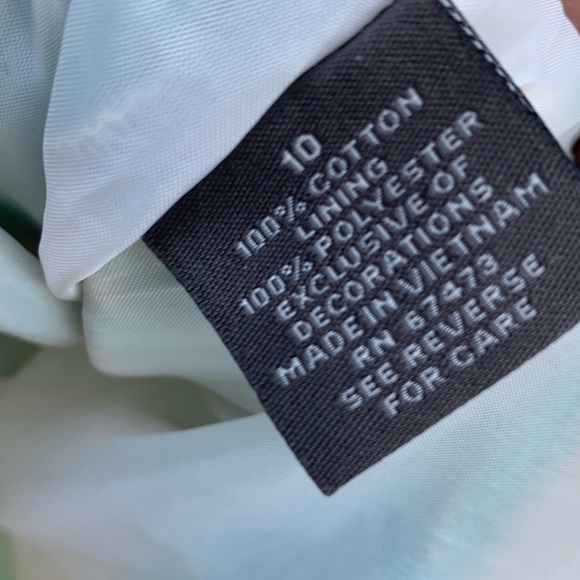 10
100% COTTON
LINING
100% POLYESTER
EXCLUSIVE OF
DECORATIONS
MADE IN VIETNAM
RN 67473
SEE REVERSE
FOR CARE